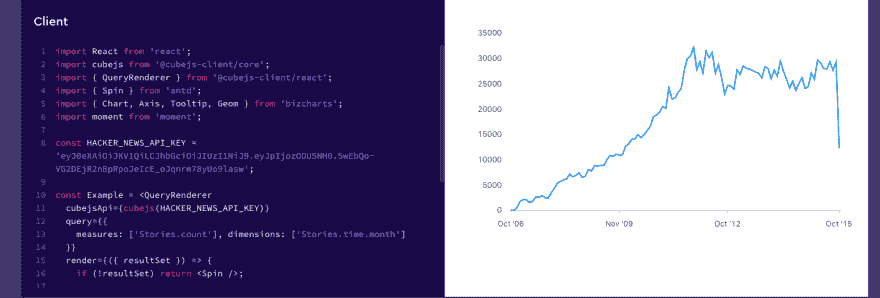 Client
1 import React from 'react';
2 import cubejs from '@cubejs-client/core';
3 import { QueryRenderer } from '@cubejs-client/react';
4 import { Spin } from 'antd';
5 import { Chart, Axis, Tooltip, Geom } from 'bizcharts';
6 import moment from 'moment';
7
8 const HACKER_NEWS_API_KEY =
9
10 const Example = <QueryRenderer
11 cubejsApi={cubejs(HACKER_NEWS_API_KEY)}
12 query={{
13 measures: ['Stories.count'], dimensions: ['Stories.time.month']
14 }}
15 render={({ resultSet }) => {
16 if (!resultSet) return <Spin />;
17
35000
30000
25000
20000
15000
10000
5000
0
Oct '06
Nov '09
Oct '12
Oct '15